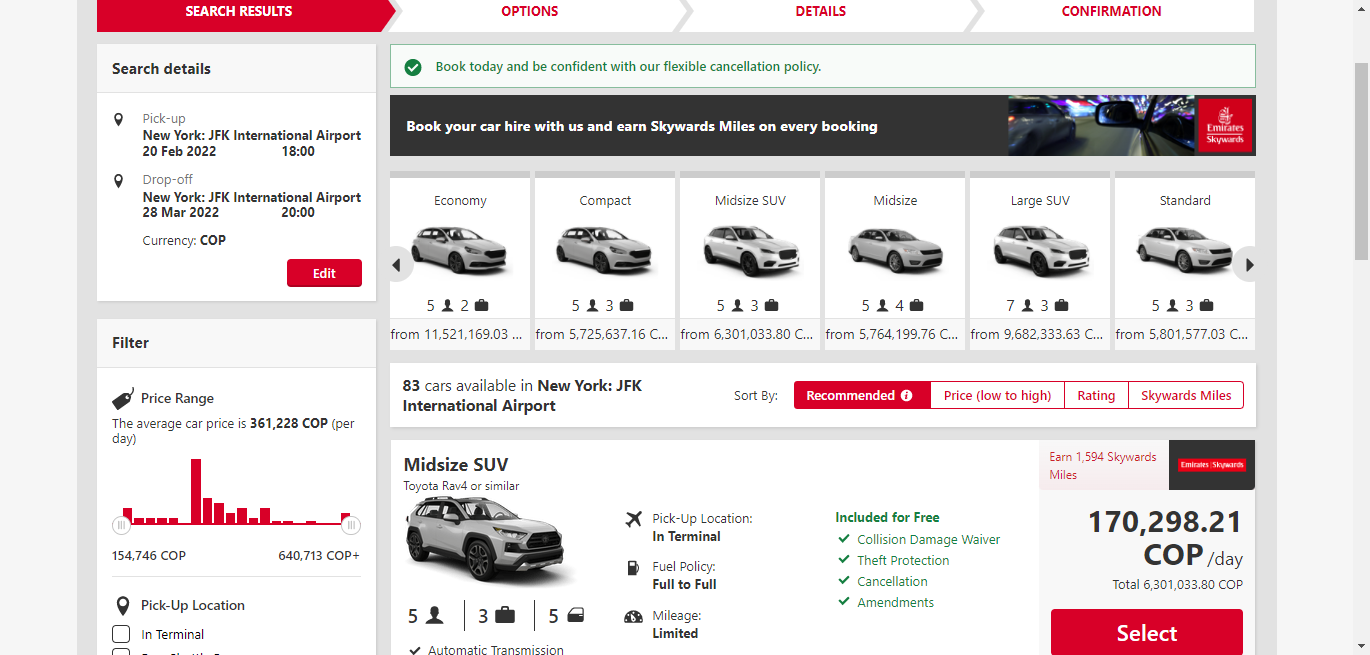 SEARCH RESULTS
OPTIONS
DETAILS
CONFIRMATION
Search details
Pick-up
New York: JFK International Airport
20 Feb 2022 18:00
Drop-off
New York: JFK International Airport
28 Mar 2022 20:00
Currency: COP
Edit
Filter
Price Range
The average car price is 361,228 COP (per
day)
154,746 COP 640,713 COP+
Pick-Up Location
In Terminal
Book today and be confident with our flexible cancellation policy.
Book your car hire with us and earn Skywards Miles on every booking
Emirates
Skywards
Economy
5 2
from 11,521,169.03 ...
Compact
5 3
from 5,725,637.16 C...
Midsize SUV
5 3
from 6,301,033.80 C...
Midsize
5 4
from 5,764,199.76 C...
Large SUV
7 3
from 9,682,333.63 C...
Standard
5 3
from 5,801,577.03 C...
83 cars available in New York: JFK
International Airport
Sort By:
Recommended
Price (low to high)
Rating
Skywards Miles
Midsize SUV
Toyota Rav4 or similar
5 3 5
Automatic Transmission
Pick-Up Location:
In Terminal
Fuel Policy:
Full to Full
Mileage:
Limited
Included for Free
Collision Damage Waiver
Theft Protection
Cancellation
Amendments
Earn 1,594 Skywards
Miles
Emirates Skywards
170,298.21
COP /day
Total 6,301,033.80 COP
Select